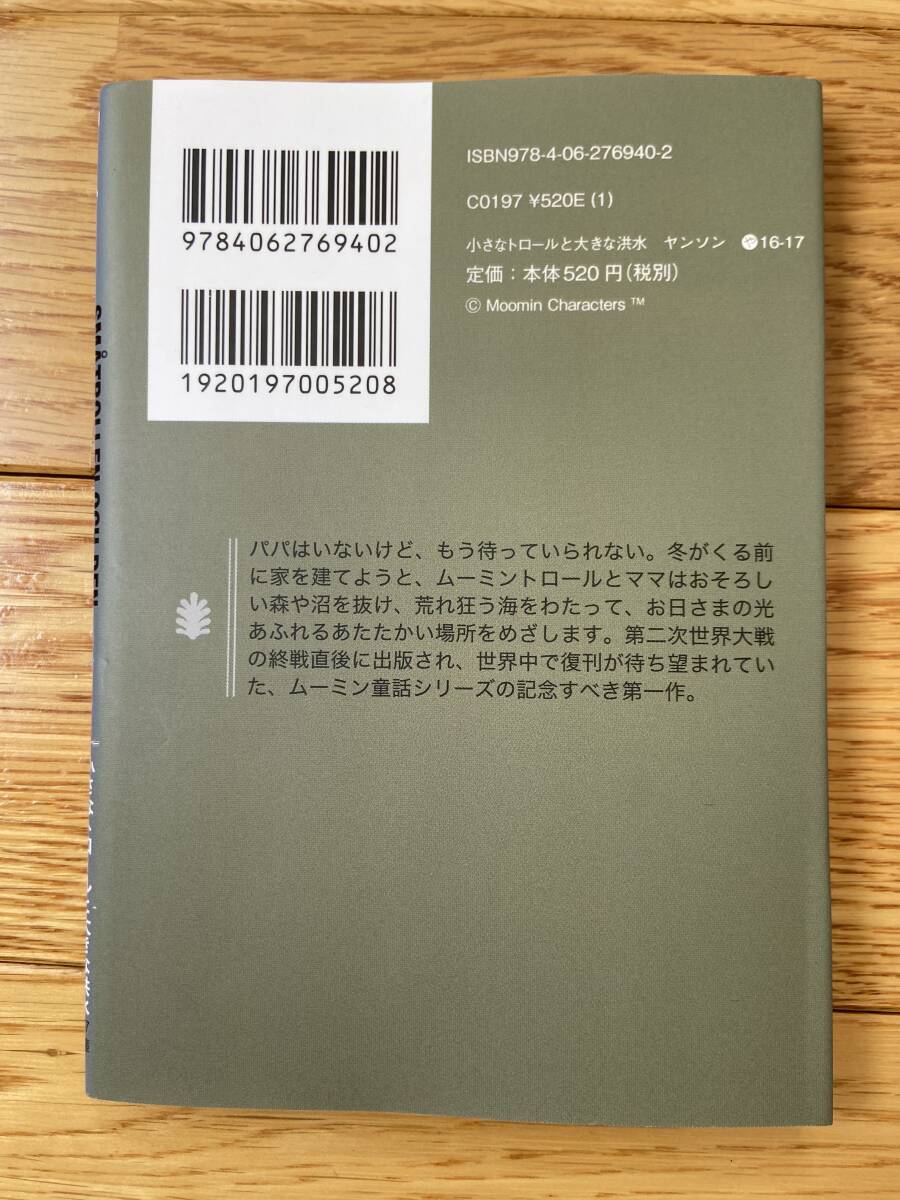 9784062769402
1920197005208
ISBN978-4-06-276940-2
C0197 ¥520E (1)
小さなトロールと大きな洪水　ヤンソン　や16-17
定価：本体520円（税別）
© Moomin Characters ™
パパはいないけど、もう待っていられない。冬がくる前
に家を建てようと、ムーミントロールとママはおそろし
い森や沼を抜け、荒れ狂う海をわたって、お日さまの光
あふれるあたたかい場所をめざします。第二次世界大戦
の終戦直後に出版され、世界中で復刊が待ち望まれてい
た、ムーミン童話シリーズの記念すべき第一作。
SMÅTROLLEN OCH DEN